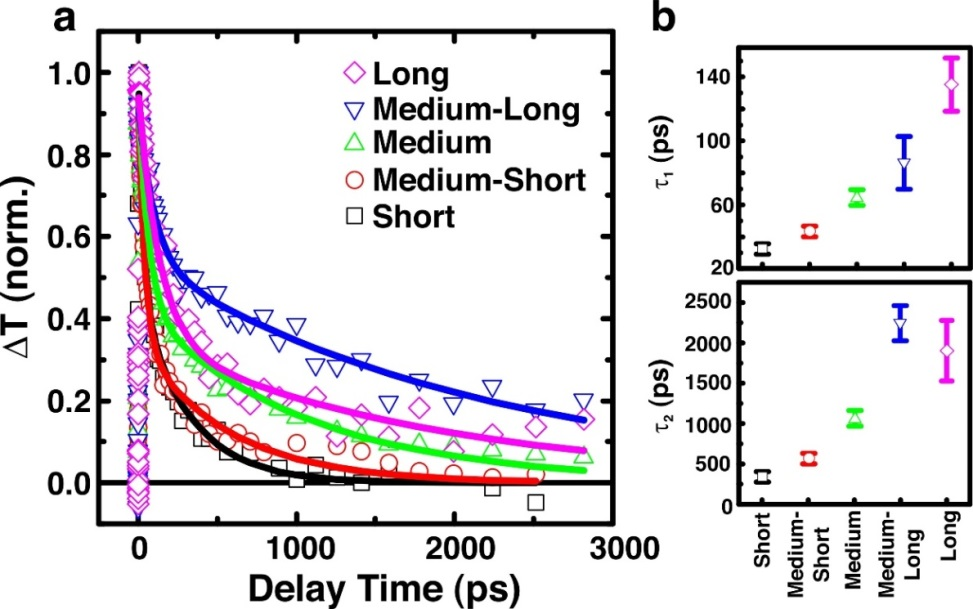 a
ΔT (norm.)
1.0
0.8
0.6
0.4
0.2
0.0
Long
Medium-Long
Medium
Medium-Short
Short
0
1000
2000
3000
Delay Time (ps)
b
τ1 (ps)
140
100
60
20
τ2 (ps)
2500
2000
1500
1000
500
0
Short
Medium-
Short
Medium
Medium-
Long
Long